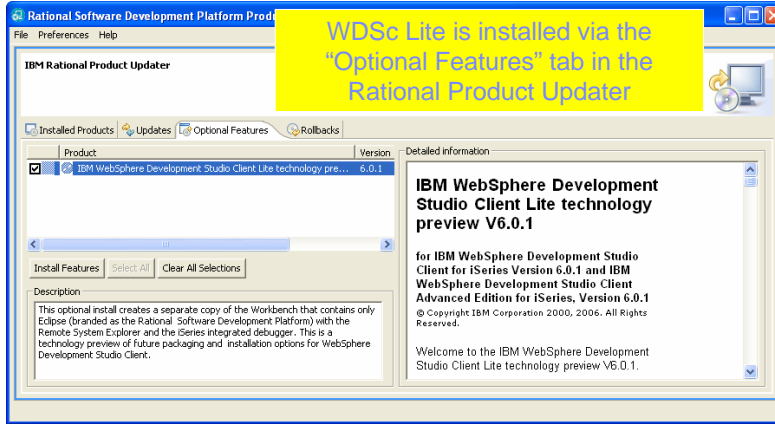 Rational Software Development Platform Prod
WDSc Lite is installed via the
“Optional Features” tab in the
Rational Product Updater
File Preferences Help
IBM Rational Product Updater
Installed Products Updates Optional Features Rollbacks
Product Version
IBM WebSphere Development Studio Client Lite technology pre... 6.0.1
Install Features Select All Clear All Selections
Description
This optional install creates a separate copy of the Workbench that contains only
Eclipse (branded as the Rational Software Development Platform) with the
Remote System Explorer and the iSeries integrated debugger. This is a
technology preview of future packaging and installation options for WebSphere
Development Studio Client.
Detailed information
IBM WebSphere Development
Studio Client Lite technology
preview V6.0.1
for IBM WebSphere Development Studio
Client for iSeries Version 6.0.1 and IBM
WebSphere Development Studio Client
Advanced Edition for iSeries, Version 6.0.1
© Copyright IBM Corporation 2000, 2006. All Rights
Reserved.
Welcome to the IBM WebSphere Development
Studio Client Lite technology preview V6.0.1.